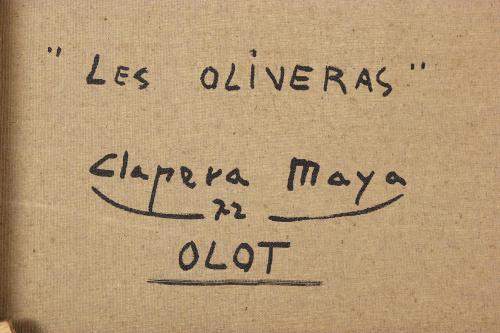 "LES OLIVERAS"
Clapera Maya
72
OLOT